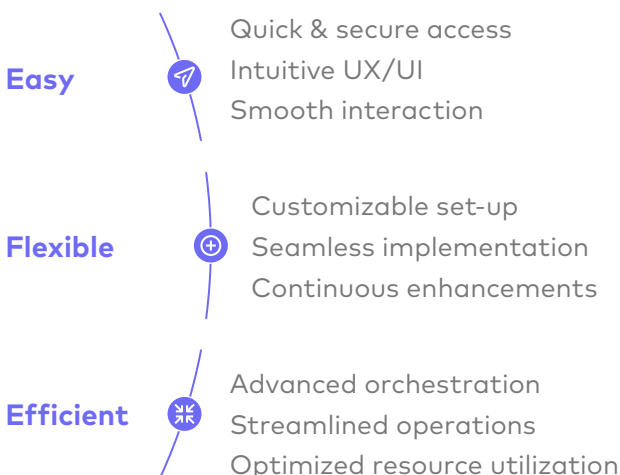 Easy
Quick & secure access
Intuitive UX/UI
Smooth interaction
Flexible
Customizable set-up
Seamless implementation
Continuous enhancements
Efficient
Advanced orchestration
Streamlined operations
Optimized resource utilization